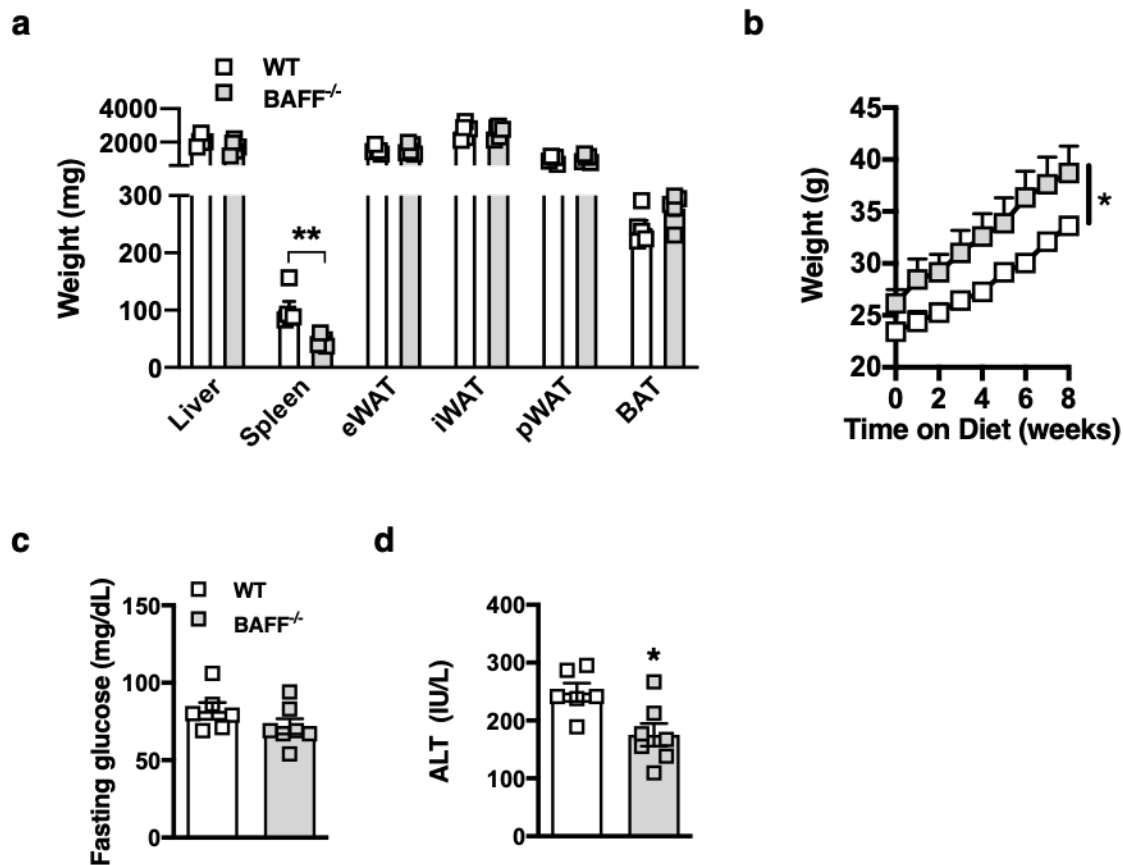 a
WT
BAFF-/-
4000
2000
300
200
100
0
Weight (mg)
**
Liver
Spleen
eWAT
iWAT
pWAT
BAT
b
45
40
35
30
25
20
Weight (g)
*
0 2 4 6 8
Time on Diet (weeks)
c
WT
BAFF-/-
150
100
50
0
Fasting glucose (mg/dL)
d
400
300
200
100
0
ALT (IU/L)
*